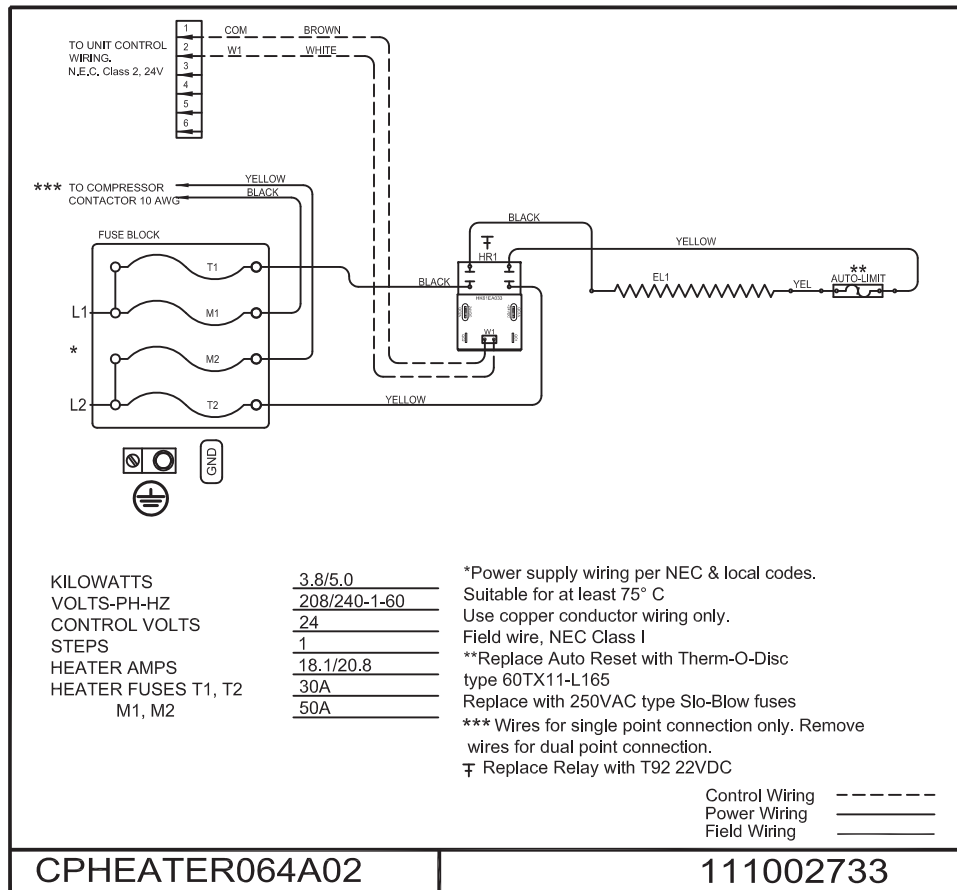 1
2
3
4
5
6
COM
BROWN
W1
WHITE
TO UNIT CONTROL
WIRING.
N.E.C. Class 2, 24V
*** TO COMPRESSOR
CONTACTOR 10 AWG
YELLOW
BLACK
FUSE BLOCK
T1
L1
M1
*
M2
L2
T2
GND
BLACK
BLACK
HR1
HK61EA033
W1
YELLOW
YELLOW
EL1
YEL
**
AUTO-LIMIT
KILOWATTS 3.8/5.0
VOLTS-PH-HZ 208/240-1-60
CONTROL VOLTS 24
STEPS 1
HEATER AMPS 18.1/20.8
HEATER FUSES T1, T2 30A
M1, M2 50A
*Power supply wiring per NEC & local codes.
Suitable for at least 75° C
Use copper conductor wiring only.
Field wire, NEC Class I
**Replace Auto Reset with Therm-O-Disc
type 60TX11-L165
Replace with 250VAC type Slo-Blow fuses
*** Wires for single point connection only. Remove
wires for dual point connection.
Replace Relay with T92 22VDC
Control Wiring
Power Wiring
Field Wiring
CPHEATER064A02
111002733